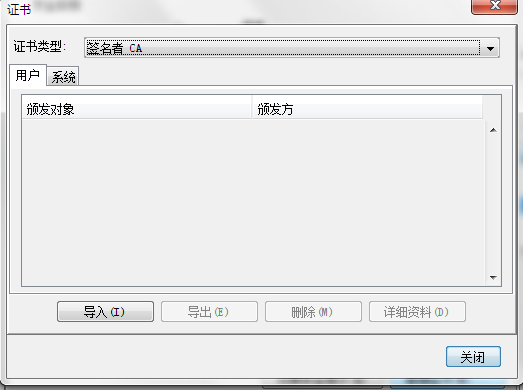 证书
证书类型: 签名者 CA
用户 系统
颁发对象 颁发方
导入(I) 导出(E) 删除(M) 详细资料(D)
关闭